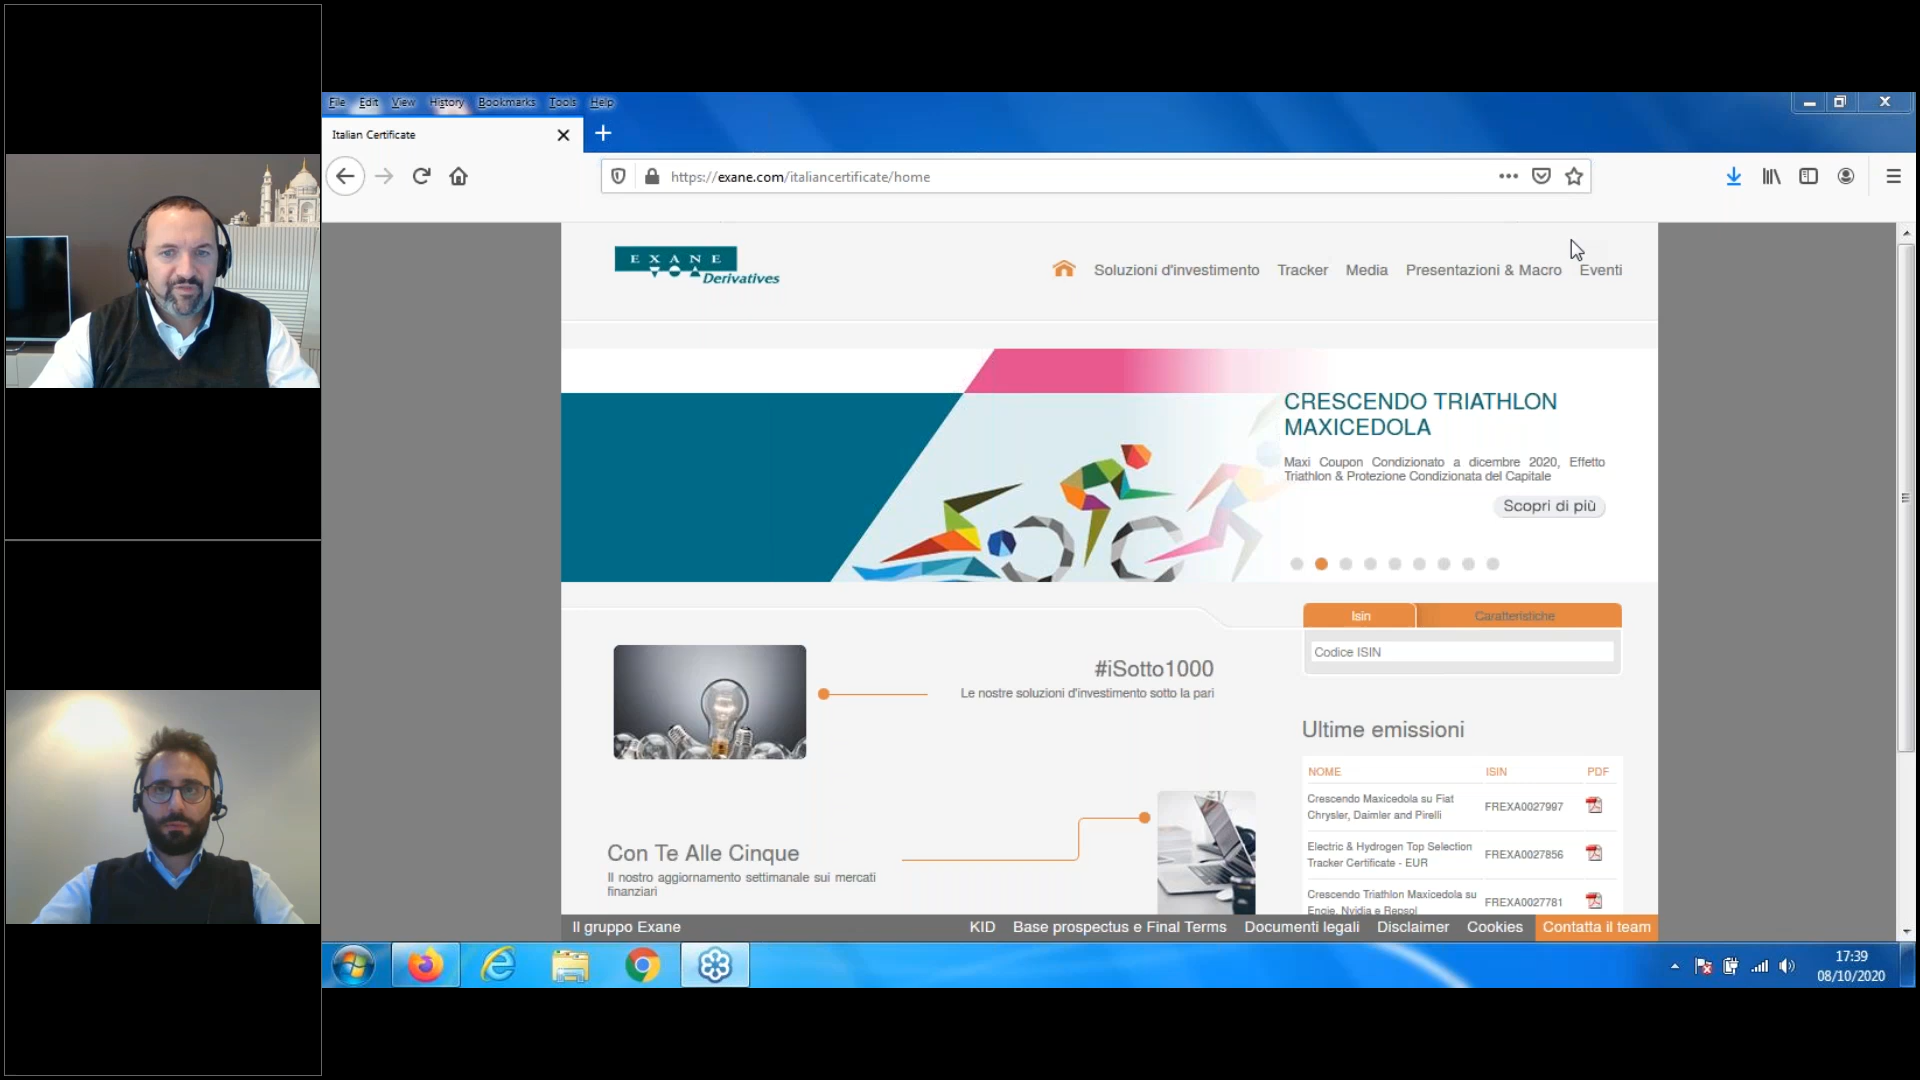 File Edit View History Bookmarks Tools Help
Italian Certificate
https://exane.com/italiancertificate/home
EXANE
Derivatives
Soluzioni d'investimento Tracker Media Presentazioni & Macro Eventi
CRESCENDO TRIATHLON
MAXICEDOLA
Maxi Coupon Condizionato a dicembre 2020, Effetto
Triathlon & Protezione Condizionata del Capitale
Scopri di più
Isin Caratteristiche
Codice ISIN
#iSotto1000
Le nostre soluzioni d'investimento sotto la pari
Ultime emissioni
NOME ISIN PDF
Crescendo Maxicedola su Fiat
Chrysler, Daimler and Pirelli
FREXA0027997
Electric & Hydrogen Top Selection
Tracker Certificate - EUR
FREXA0027856
Crescendo Triathlon Maxicedola su
Engie, Nvidia e Repsol
FREXA0027781
Con Te Alle Cinque
Il nostro aggiornamento settimanale sui mercati
finanziari
Il gruppo Exane KID Base prospectus e Final Terms Documenti legali Disclaimer Cookies Contatta il team
17:39
08/10/2020